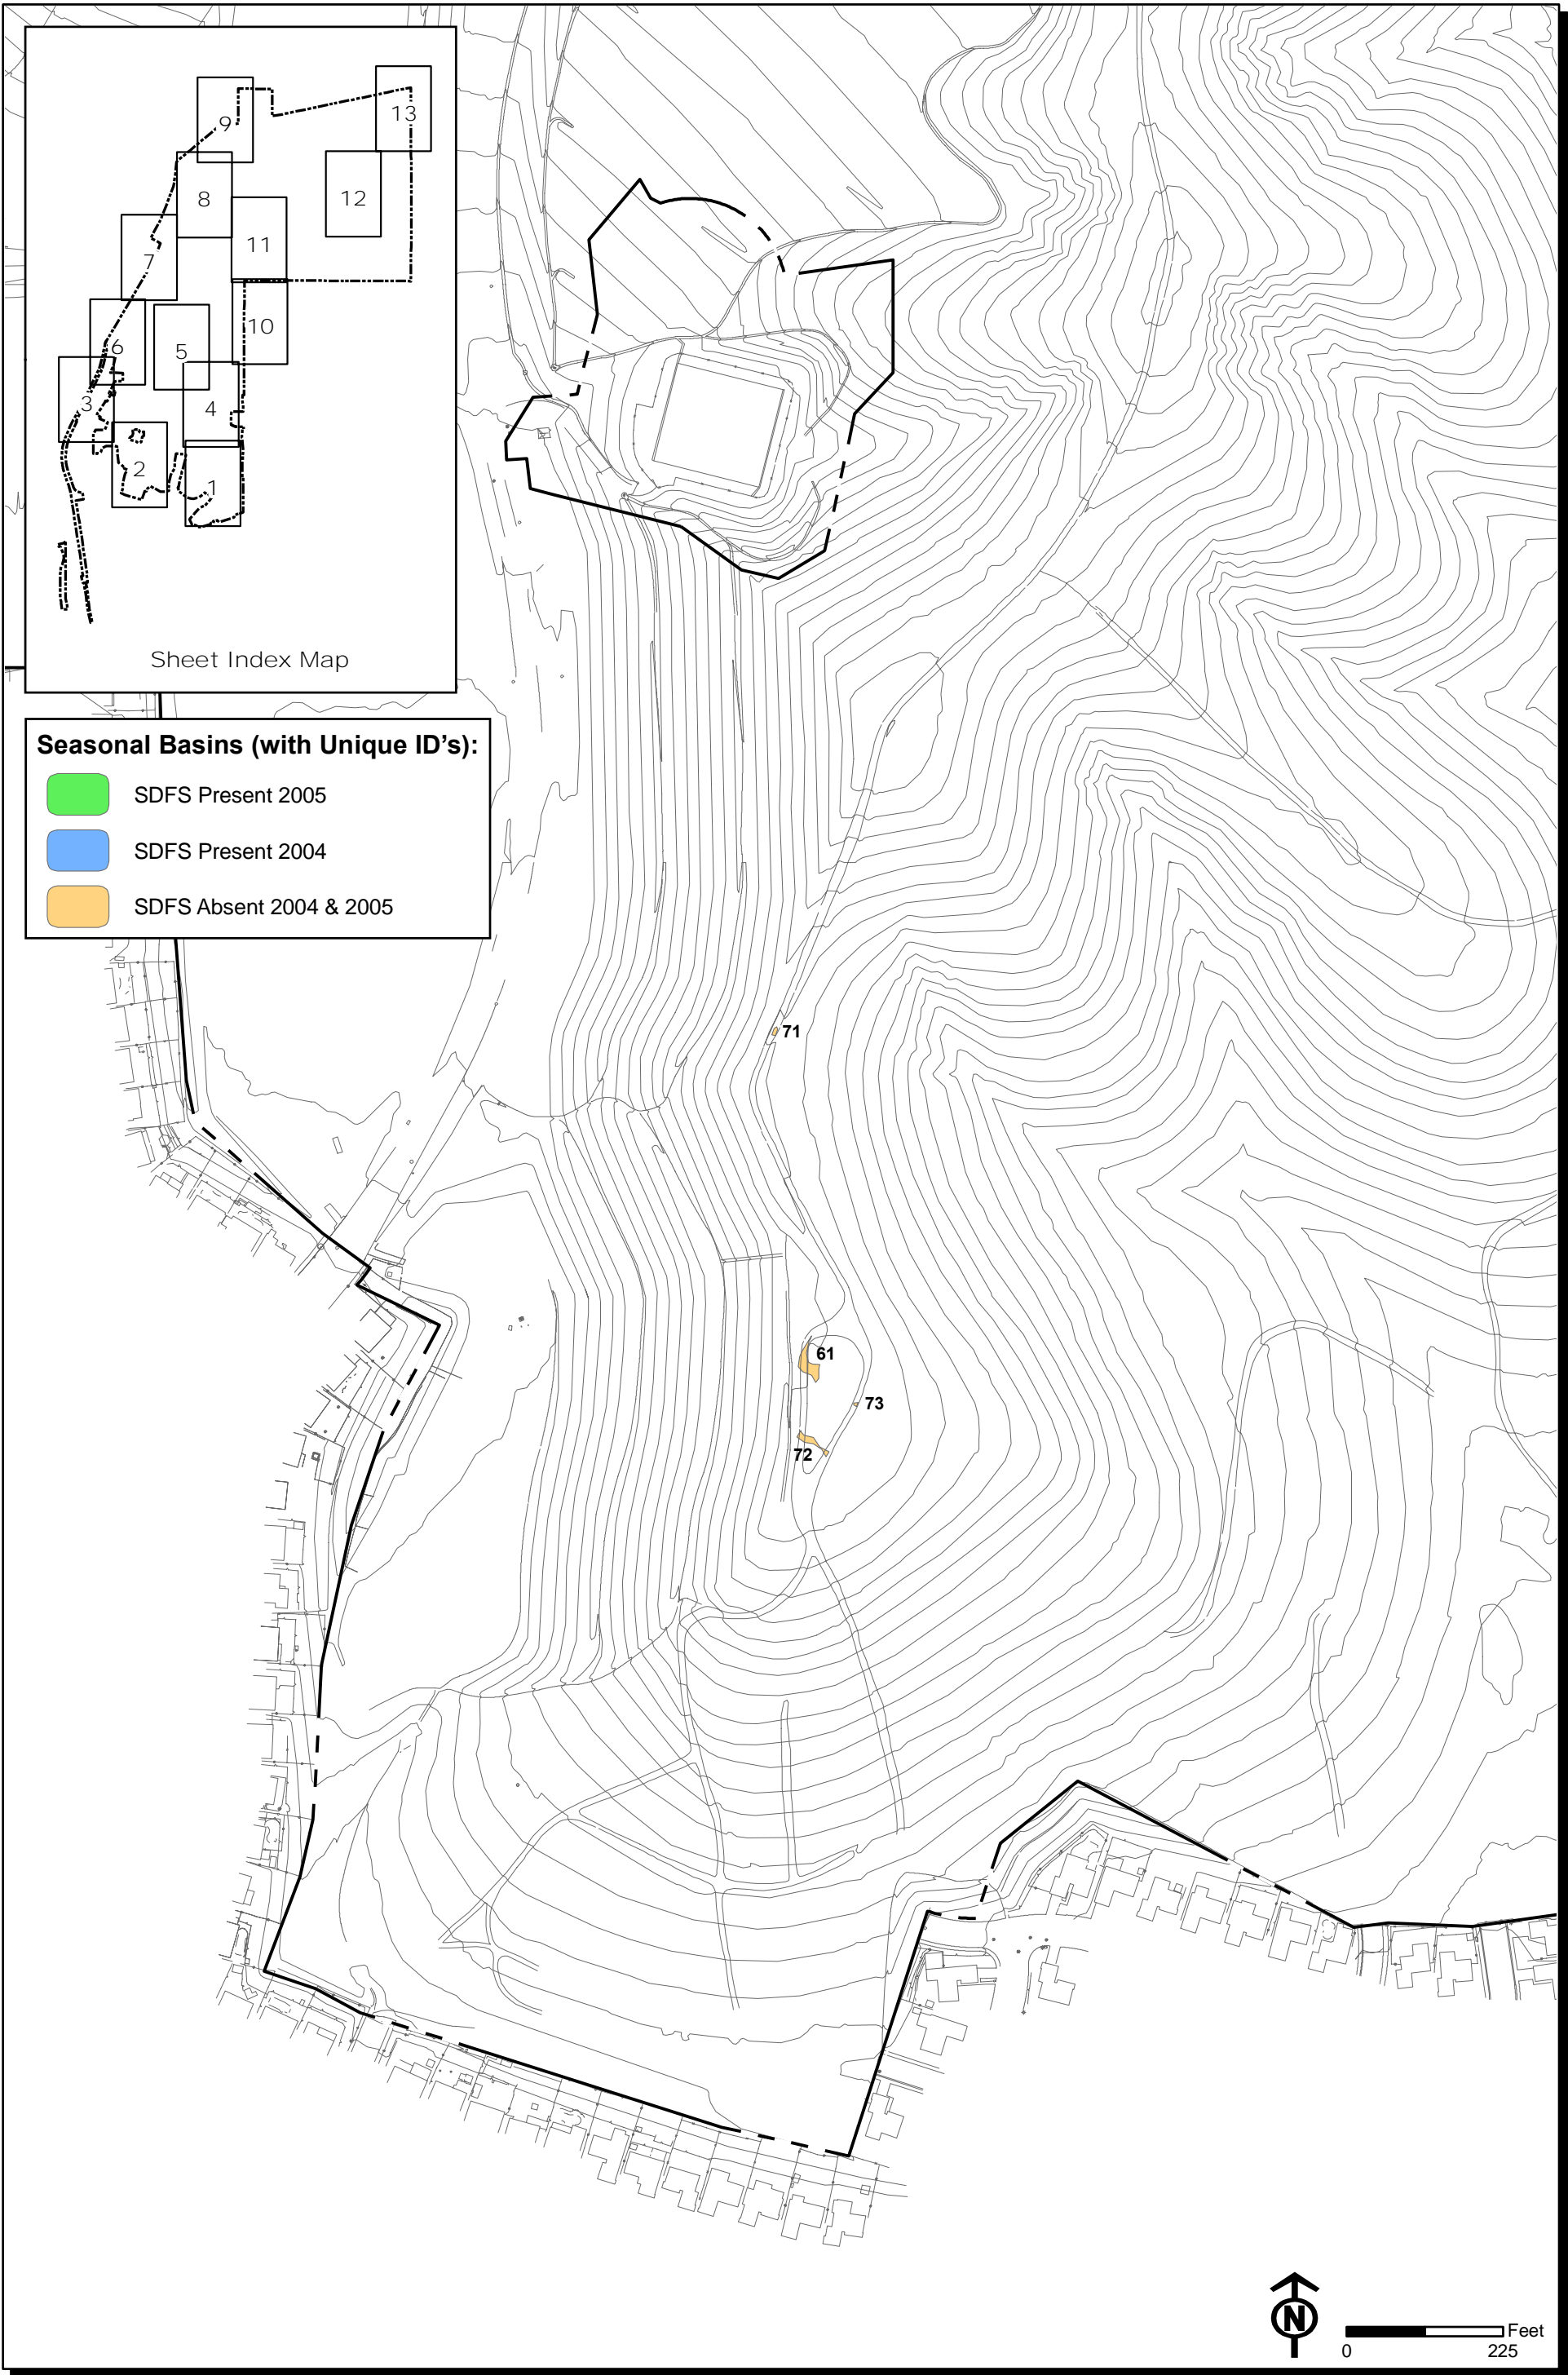 9
13
8
12
11
7
10
6
5
3
4
2
1
Sheet Index Map
Seasonal Basins (with Unique ID’s):
SDFS Present 2005
SDFS Present 2004
SDFS Absent 2004 & 2005
71
61
73
72
N
Feet
0 225